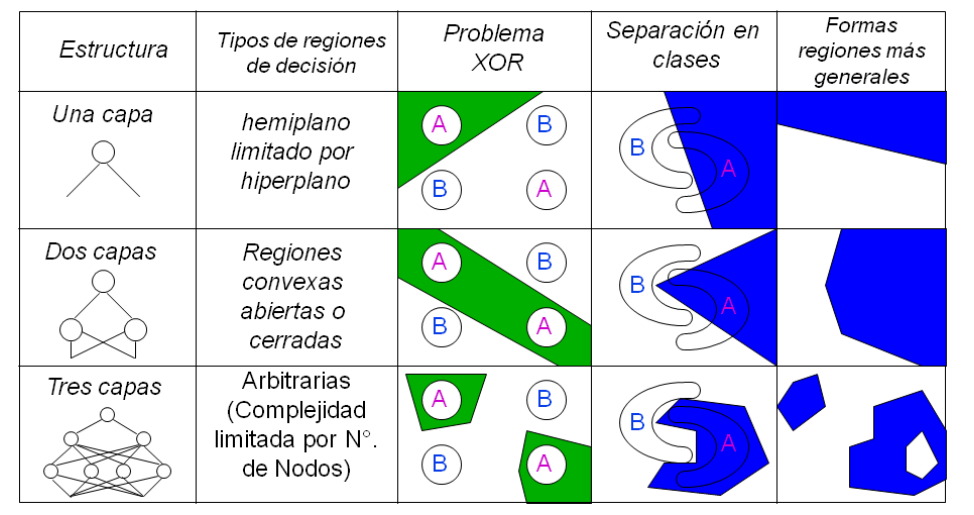 Estructura
Tipos de regiones
de decisión
Problema
XOR
Separación en
clases
Formas
regiones más
generales
Una capa
hemiplano
limitado por
hiperplano
A
B
B
A
B
A
Dos capas
Regiones
convexas
abiertas o
cerradas
A
B
B
A
B
A
Tres capas
Arbitrarias
(Complejidad
limitada por N°.
de Nodos)
A
B
B
A
B
A